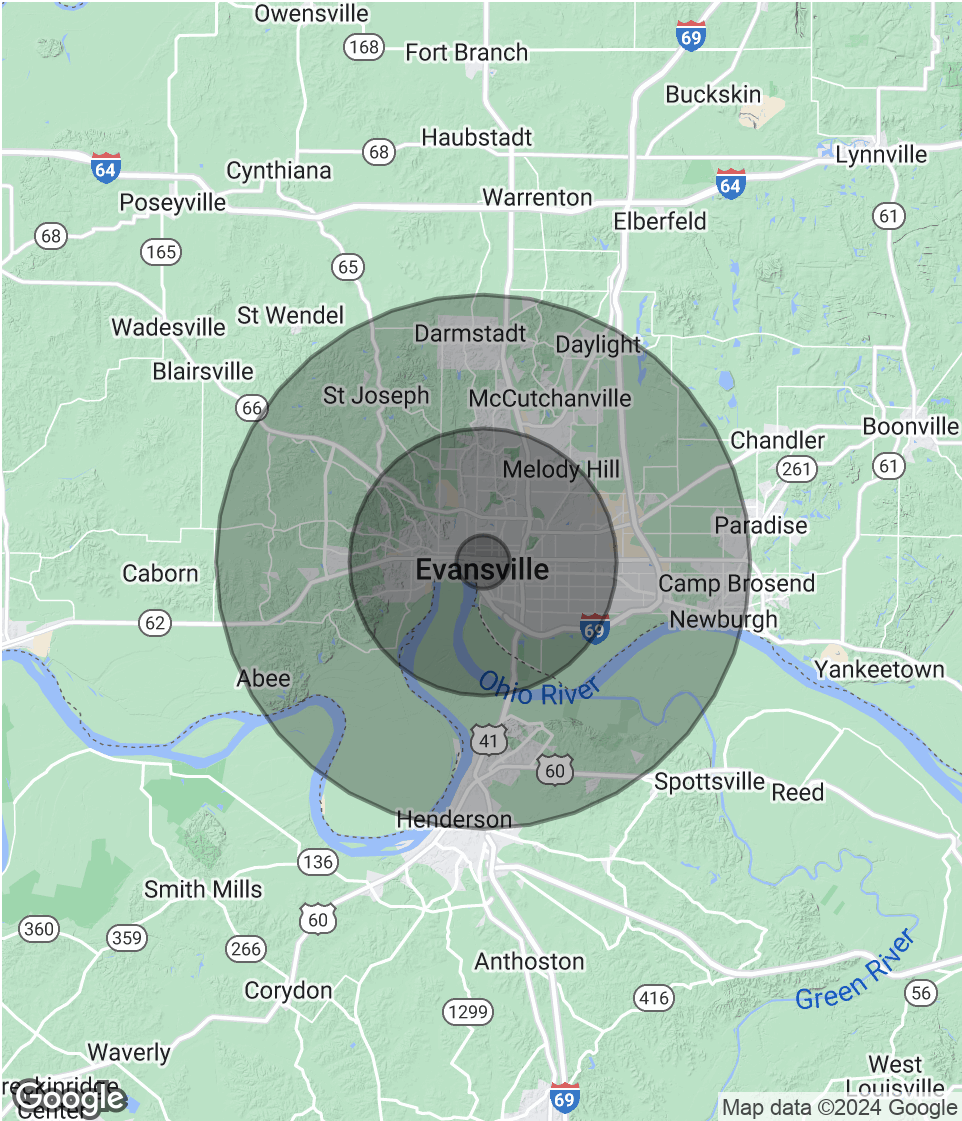 Owensville
168
Fort Branch
69
Buckskin
Haubstadt
68
Lynnville
64
Cynthiana
64
Poseyville
Warrenton
Elberfeld
61
68
165
65
St Wendel
Wadesville
Darmstadt
Daylight
Blairsville
St Joseph
McCutchanville
66
Boonville
Chandler
Melody Hill
261
61
Paradise
Evansville
Caborn
Camp Brosend
62
Newburgh
69
Yankeetown
Abee
Ohio River
41
60
Spottsville
Reed
Henderson
136
Smith Mills
60
360
359
266
Anthoston
Green River
Corydon
416
56
1299
Waverly
West
Louisville
reckinridge
Center
Google
69
Map data ©2024 Google